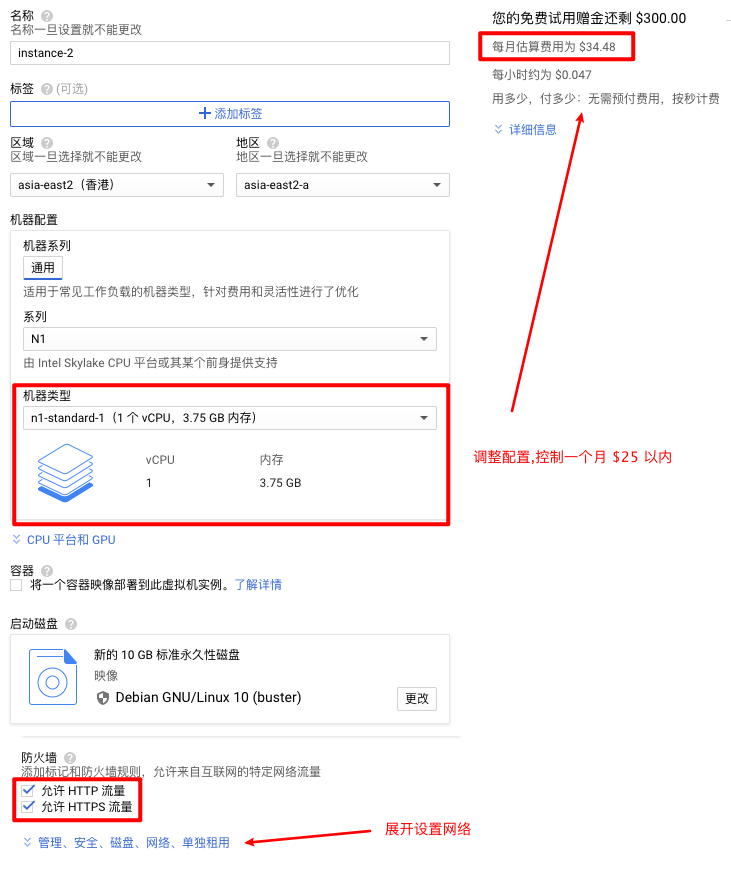 名称
名称一旦设置就不能更改
instance-2
标签 (可选)
+ 添加标签
区域
区域一旦选择就不能更改
asia-east2（香港）
地区
地区一旦选择就不能更改
asia-east2-a
机器配置
机器系列
通用
适用于常见工作负载的机器类型，针对费用和灵活性进行了优化
系列
N1
由 Intel Skylake CPU 平台或其某个前身提供支持
机器类型
n1-standard-1（1 个 vCPU，3.75 GB 内存）
vCPU 内存
1 3.75 GB
CPU 平台和 GPU
容器
将一个容器映像部署到此虚拟机实例。了解详情
启动磁盘
新的 10 GB 标准永久性磁盘
映像
Debian GNU/Linux 10 (buster)
更改
防火墙
添加标记和防火墙规则，允许来自互联网的特定网络流量
允许 HTTP 流量
允许 HTTPS 流量
管理、安全、磁盘、网络、单独租用
展开设置网络
您的免费试用赠金还剩 $300.00
每月估算费用为 $34.48
每小时约为 $0.047
用多少，付多少：无需预付费用，按秒计费
详细信息
调整配置,控制一个月 $25 以内